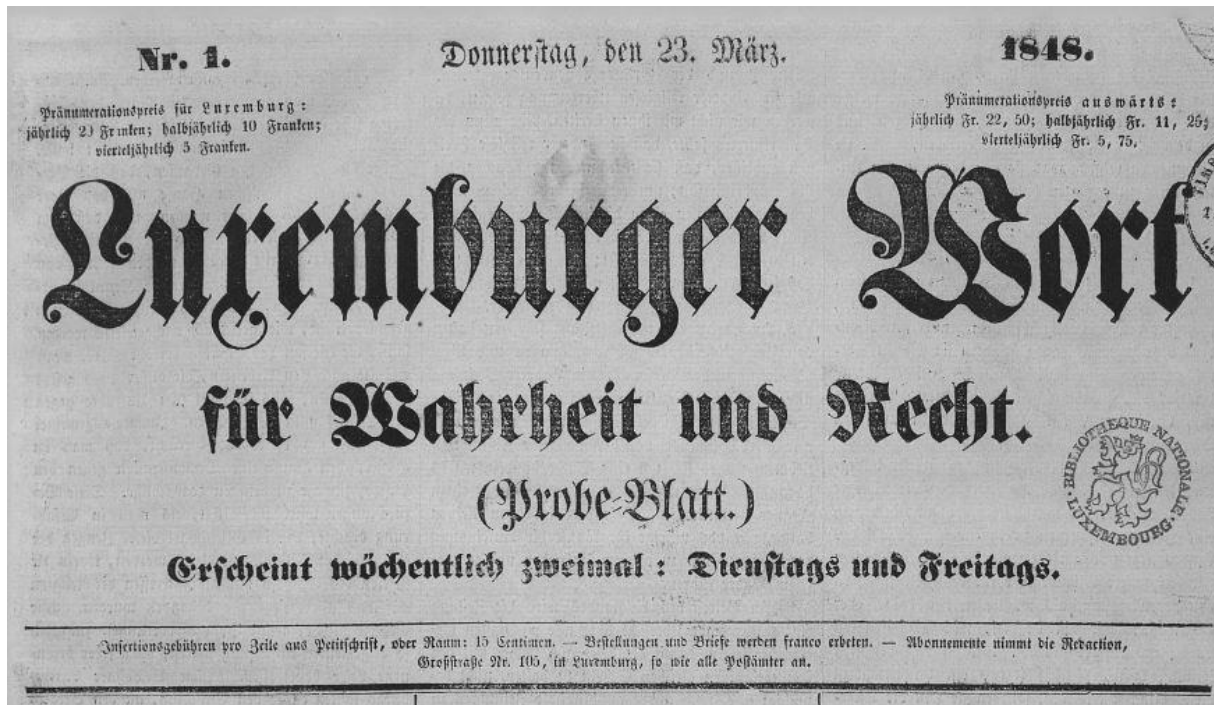 Nr. 1.
Donnerstag, den 23. März.
1848.
Pränumerationspreis für Luxemburg:
jährlich 20 Franken; halbjährlich 10 Franken;
vierteljährlich 5 Franken.
Pränumerationspreis auswärts:
jährlich Fr. 22, 50; halbjährlich Fr. 11, 25;
vierteljährlich Fr. 5, 75.
Luxemburger Wort
für Wahrheit und Recht.
(Probe-Blatt.)
BIBLIOTHEQUE NATIONALE
LUXEMBOURG
Erscheint wöchentlich zweimal: Dienstags und Freitags.
Insertionsgebühren pro Zeile aus Petitschrift, oder Raum: 15 Centimen. — Bestellungen und Briefe werden franco erbeten. — Abonnemente nimmt die Redaction,
Großstraße Nr. 105, in Luxemburg, so wie alle Postämter an.